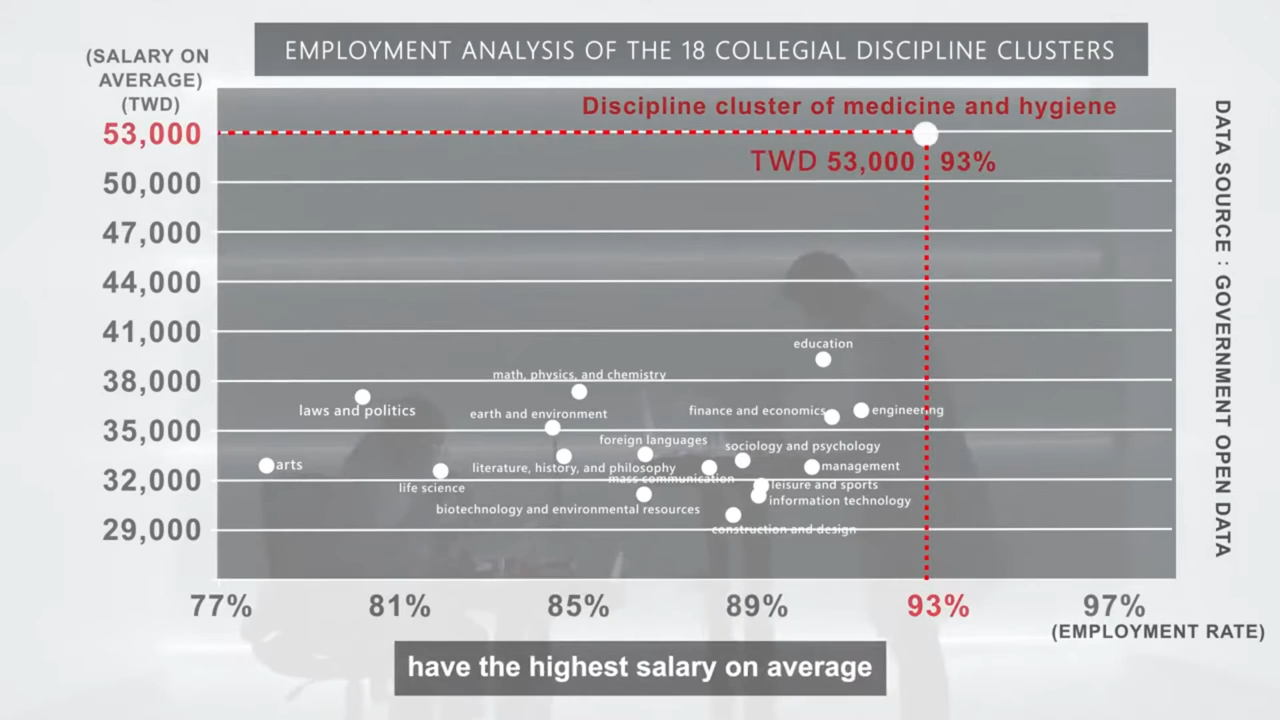 EMPLOYMENT ANALYSIS OF THE 18 COLLEGIAL DISCIPLINE CLUSTERS
(SALARY ON
AVERAGE)
(TWD)
53,000
50,000
47,000
44,000
41,000
38,000
35,000
32,000
29,000
Discipline cluster of medicine and hygiene
TWD 53,000 93%
education
math, physics, and chemistry
laws and politics
earth and environment
finance and economics
engineering
foreign languages
sociology and psychology
arts
literature, history, and philosophy
management
mass communication
life science
leisure and sports
information technology
biotechnology and environmental resources
construction and design
77%
81%
85%
89%
93%
97%
(EMPLOYMENT RATE)
DATA SOURCE : GOVERNMENT OPEN DATA
have the highest salary on average